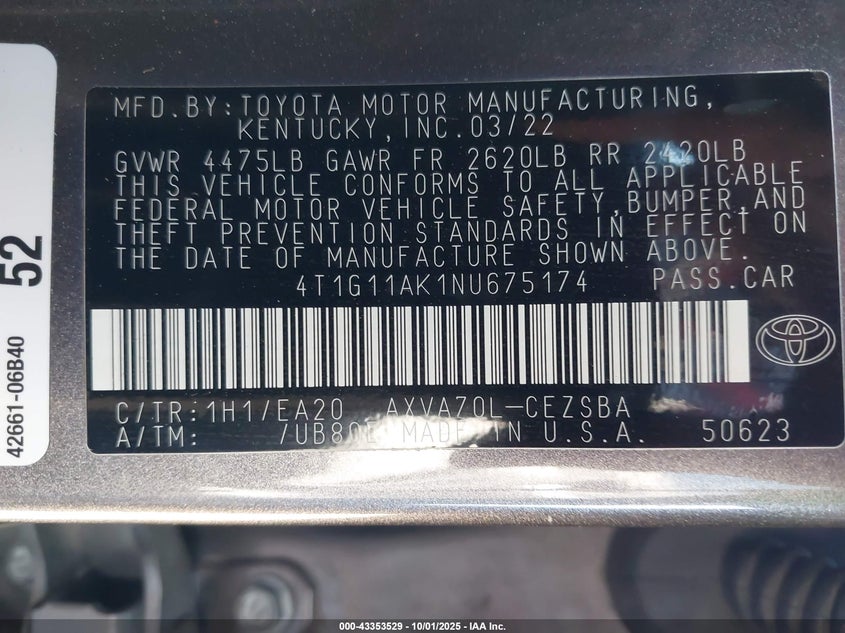 MFD.BY:TOYOTA MOTOR MANUFACTURING,
KENTUCKY, INC.03/22
GVWR 4475LB GAWR FR 2620LB RR 2420LB
THIS VEHICLE CONFORMS TO ALL APPLICABLE
FEDERAL MOTOR VEHICLE SAFETY,BUMPER,AND
THEFT PREVENTION STANDARDS IN EFFECT ON
THE DATE OF MANUFACTURE SHOWN ABOVE.
4T1G11AK1NU675174 PASS.CAR
C/TR:1H1/EA20 AXVA70L-CEZSBA
A/TM: /UB80E MADE IN U.S.A. 50623
52
42661-06B40
000-43353529 - 10/01/2025 - IAA Inc.